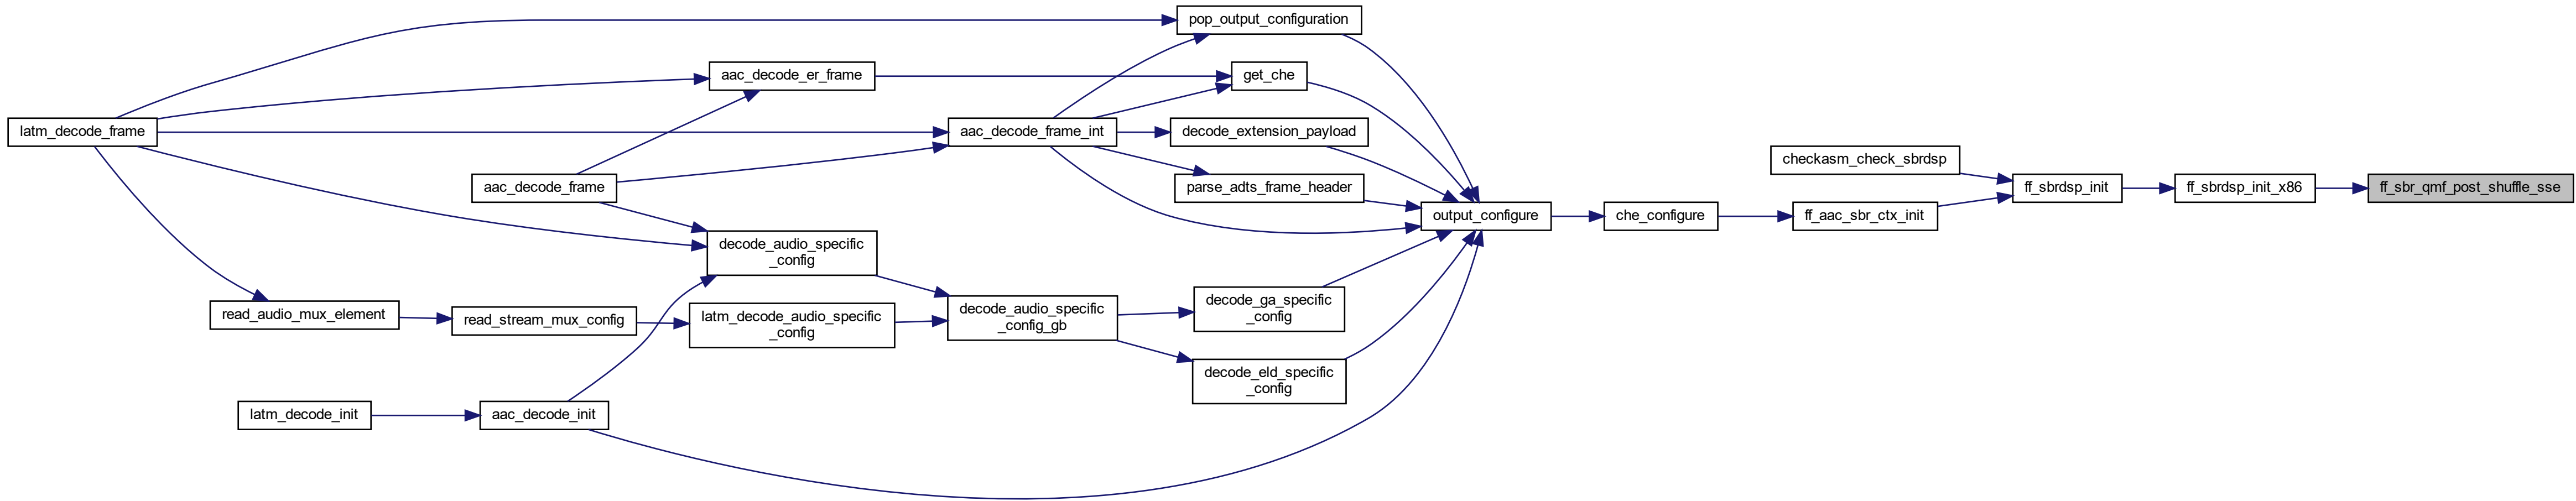 pop_output_configuration
aac_decode_er_frame
get_che
latm_decode_frame
aac_decode_frame_int
decode_extension_payload
checkasm_check_sbrdsp
aac_decode_frame
parse_adts_frame_header
ff_sbrdsp_init
ff_sbrdsp_init_x86
ff_sbr_qmf_post_shuffle_sse
output_configure
che_configure
ff_aac_sbr_ctx_init
decode_audio_specific
_config
read_audio_mux_element
read_stream_mux_config
latm_decode_audio_specific
_config
decode_audio_specific
_config_gb
decode_ga_specific
_config
decode_eld_specific
_config
latm_decode_init
aac_decode_init